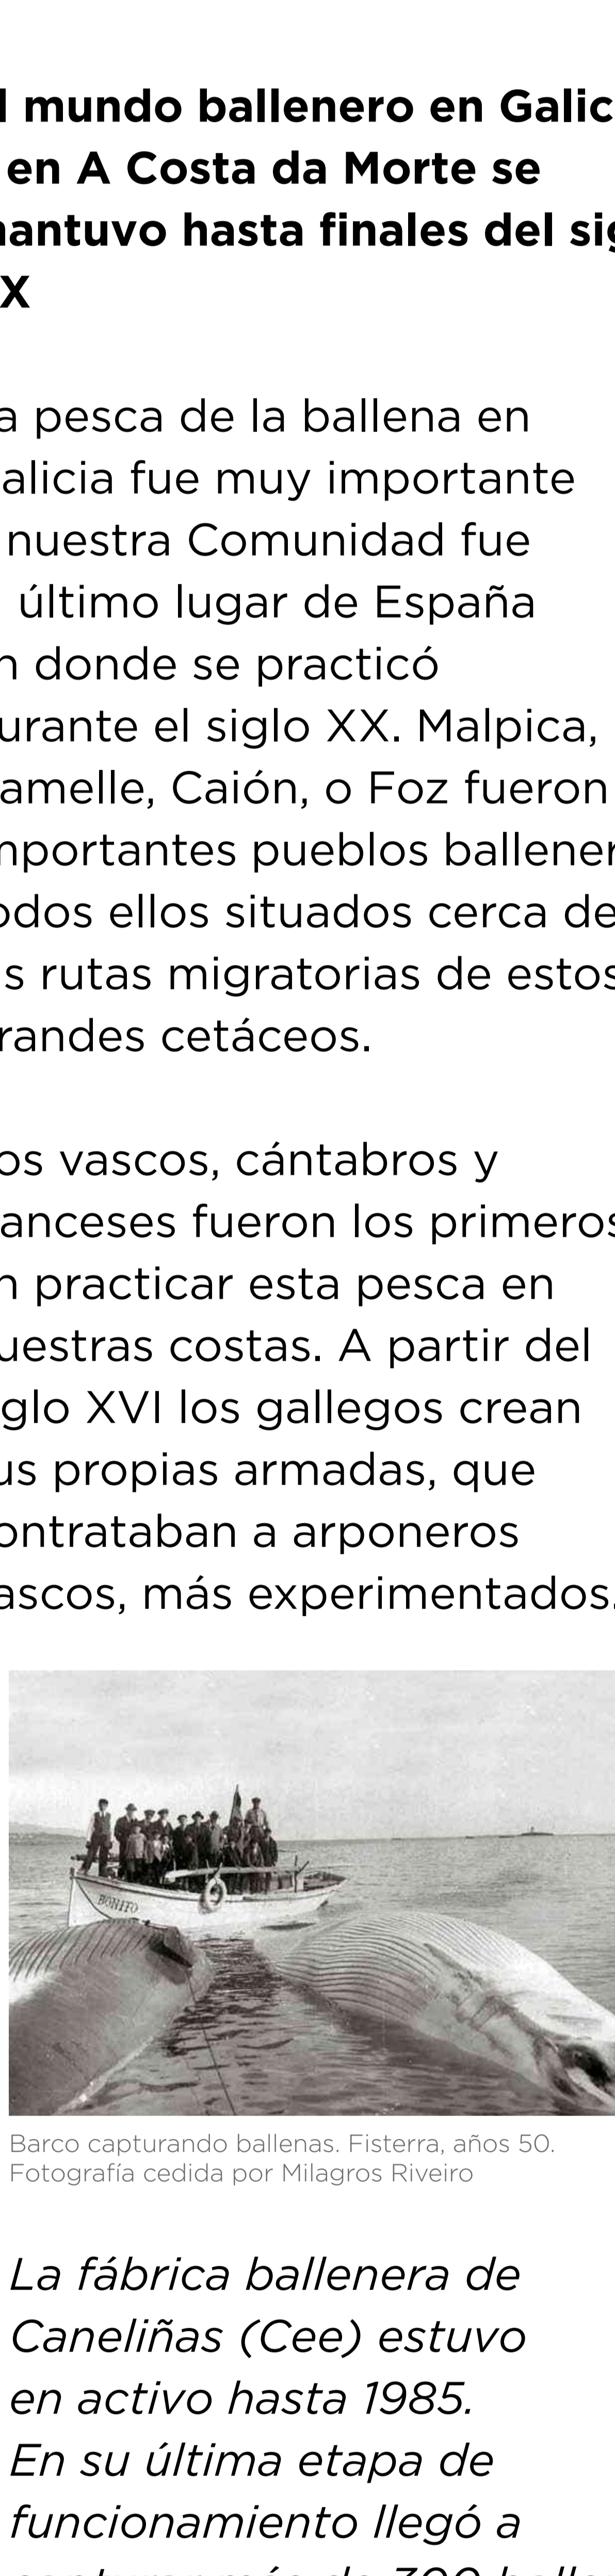 l mundo ballenero en Galic
en A Costa da Morte se
antuvo hasta finales del sig
X
a pesca de la ballena en
alicia fue muy importante
nuestra Comunidad fue
último lugar de España
n donde se practicó
urante el siglo XX. Malpica,
amelle, Caión, o Foz fueron
mportantes pueblos ballener
odos ellos situados cerca de
s rutas migratorias de estos
randes cetáceos.
os vascos, cántabros y
anceses fueron los primeros
n practicar esta pesca en
uestras costas. A partir del
glo XVI los gallegos crean
us propias armadas, que
ontrataban a arponeros
ascos, más experimentados.
BONITO
Barco capturando ballenas. Fisterra, años 50.
Fotografía cedida por Milagros Riveiro
La fábrica ballenera de
Caneliñas (Cee) estuvo
en activo hasta 1985.
En su última etapa de
funcionamiento llegó a